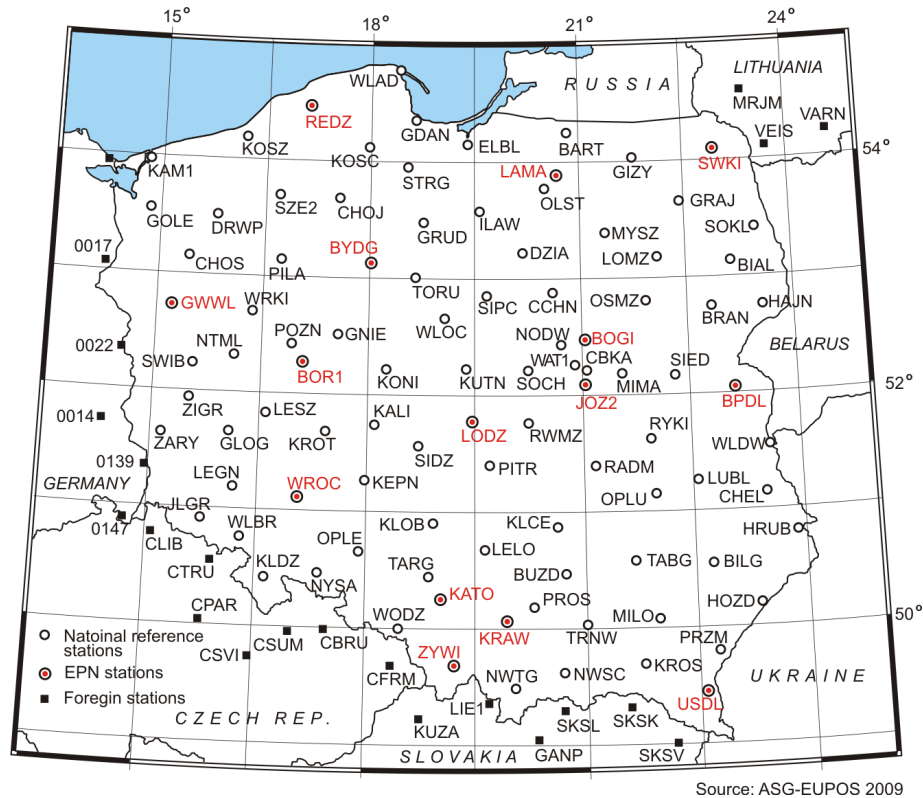 15° 18° 21° 24°
WLAD
RUSSIA
LITHUANIA
MRJM
VARN
REDZ
GDAN
VEIS
KOSZ
KOSC
ELBL
BART
54°
KAM1
STRG
LAMA
GIZY
SWKI
GOLE
DRWP
SZE2
CHOJ
OLST
GRAJ
GRUD
ILAW
MYSZ
SOKL
0017
CHOS
PILA
BYDG
DZIA
LOMZ
BIAL
TORU
GWWL
WRKI
SIPC
CCHN
OSMZ
BRAN
HAJN
0022
NTML
POZN
GNIE
WLOC
NODW
BOGI
BELARUS
SWIB
BOR1
KONI
KUTN
WAT1
CBKA
SIED
SOCH
MIMA
52°
ZIGR
LESZ
KALI
JOZ2
BPDL
0014
ZARY
GLOG
KROT
LODZ
RWMZ
RYKI
WLDW
0139
SIDZ
PITR
RADM
GERMANY
LEGN
WROC
KEPN
LUBL
OPLU
CHEL
JLGR
0147
WLBR
KLOB
KLCE
HRUB
CLIB
OPLE
LELO
CTRU
KLDZ
NYSA
TARG
BUZD
TABG
BILG
KATO
PROS
HOZD
CPAR
WODZ
KRAW
TRNW
MILO
50°
Natoinal reference
stations
CSVI
CSUM
CBRU
ZYWI
PRZM
EPN stations
CFRM
NWTG
NWSC
KROS
UKRAINE
Foregin stations
LIE1
USDL
CZECH REP.
KUZA
SKSL
SKSK
SLOVAKIA
GANP
SKSV
Source: ASG-EUPOS 2009